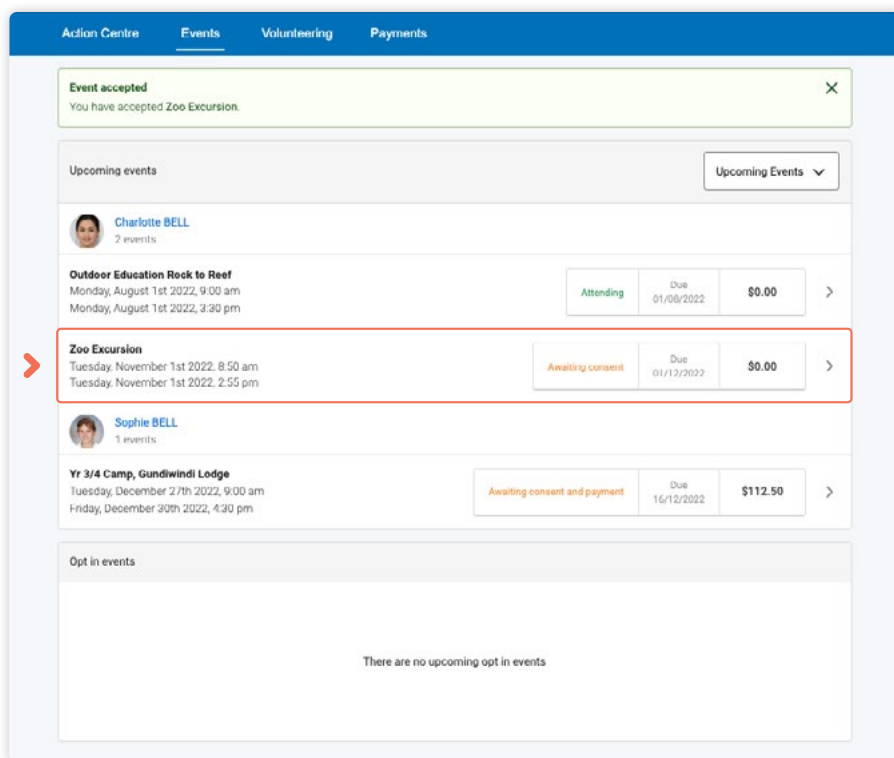 Action Centre Events Volunteering Payments
Event accepted
You have accepted Zoo Excursion.
Upcoming events
Upcoming Events
Charlotte BELL
2 events
Outdoor Education Rock to Reef
Monday, August 1st 2022, 9:00 am
Monday, August 1st 2022, 3:30 pm
Attending
Due
01/08/2022
$0.00
Zoo Excursion
Tuesday, November 1st 2022, 8:50 am
Tuesday, November 1st 2022, 2:55 pm
Awaiting consent
Due
01/12/2022
$0.00
Sophie BELL
1 events
Yr 3/4 Camp, Gundiwindi Lodge
Tuesday, December 27th 2022, 9:00 am
Friday, December 30th 2022, 4:30 pm
Awaiting consent and payment
Due
16/12/2022
$112.50
Opt in events
There are no upcoming opt in events